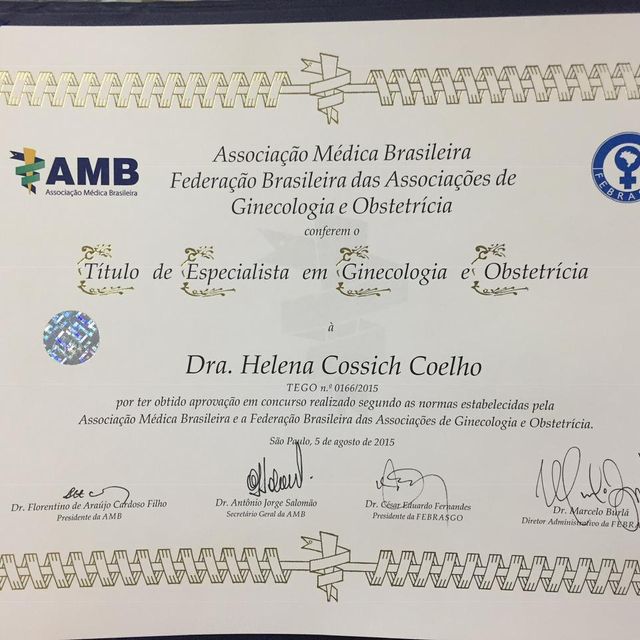 AMB
Associação Médica Brasileira
Associação Médica Brasileira
Federação Brasileira das Associações de
Ginecologia e Obstetrícia
FEBRA
conferem o
Título de Especialista em Ginecologia e Obstetrícia
à
Dra. Helena Cossich Coelho
TEGO n.º 0166/2015
por ter obtido aprovação em concurso realizado segundo as normas estabelecidas pela
Associação Médica Brasileira e a Federação Brasileira das Associações de Ginecologia e Obstetrícia.
São Paulo, 5 de agosto de 2015
Dr. Florentino de Araújo Cardoso Filho
Presidente da AMB
Dr. Antônio Jorge Salomão
Secretário Geral da AMB
Dr. César Eduardo Fernandes
Presidente da FEBRASGO
Dr. Marcelo Burlá
Diretor Administrativo da FEBRA